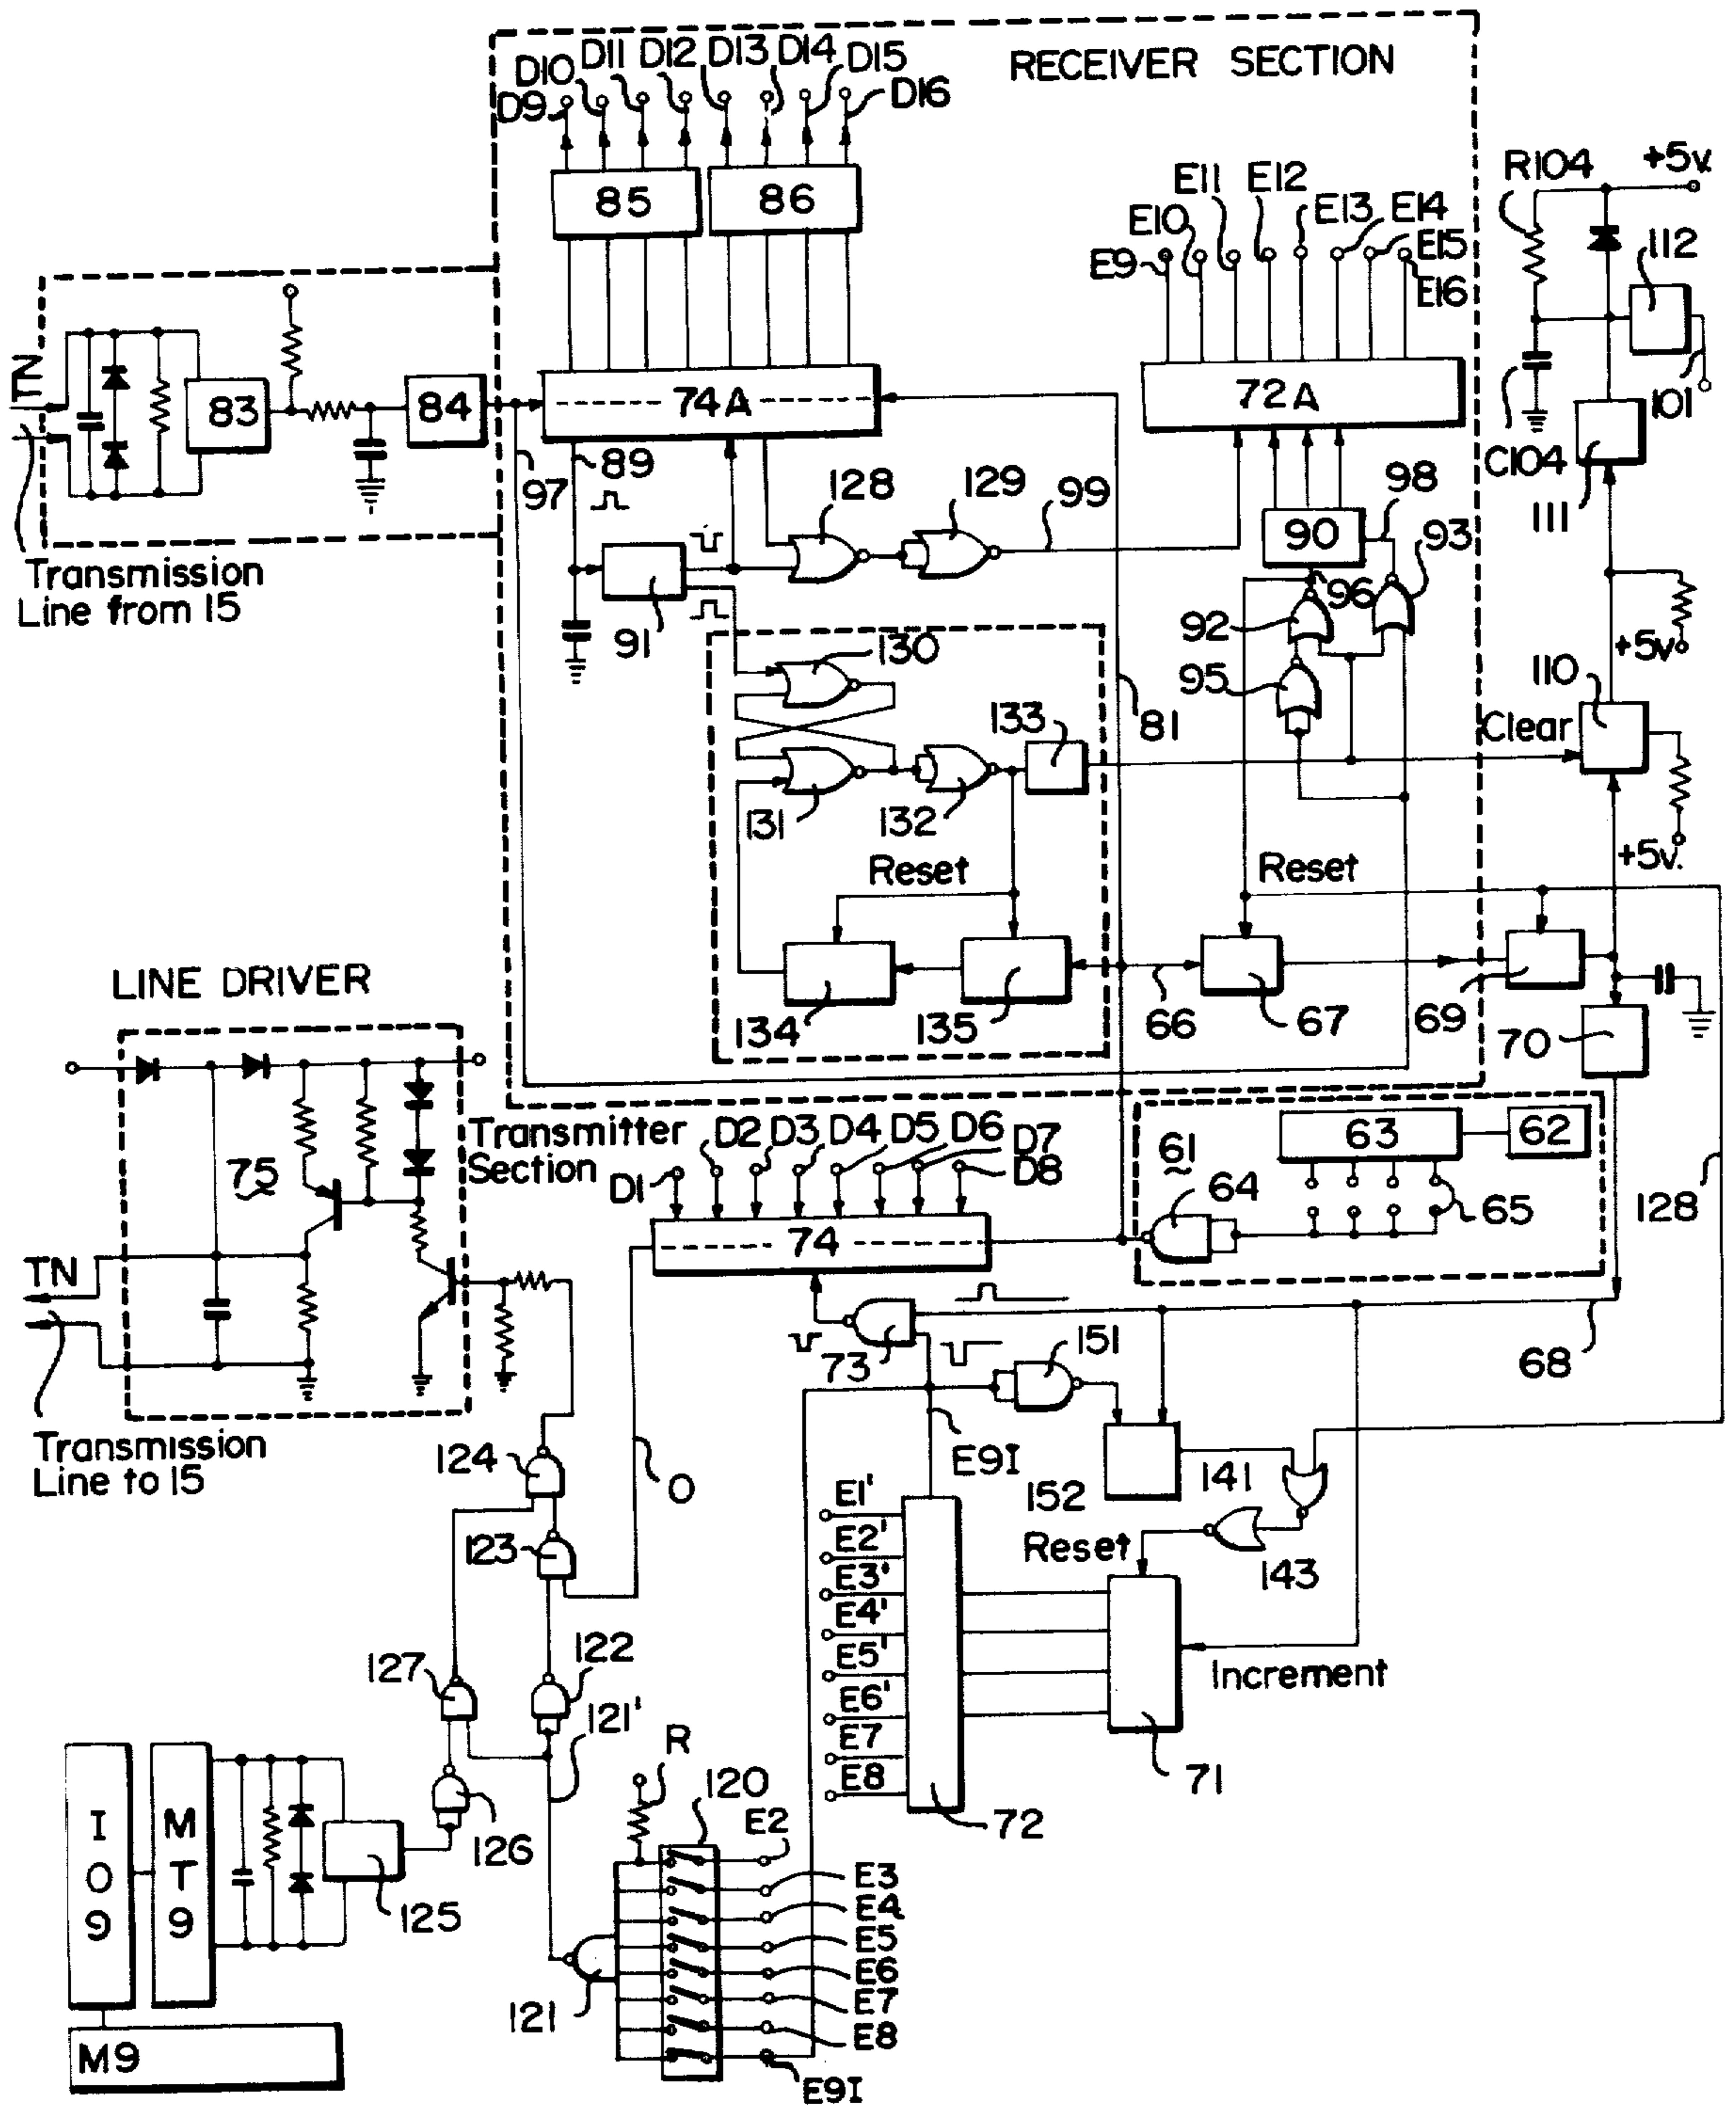 RECEIVER SECTION
D9
D10
D11
D12
D13
D14
D15
D16
85
86
E9
E10
E11
E12
E13
E14
E15
E16
R104
+5v.
112
101
C104
111
TN
83
84
74A
72A
97
89
128
129
99
98
90
93
96
92
95
91
Transmission
Line from 15
130
131
132
133
81
110
Clear
+5v
+5v.
Reset
Reset
134
135
66
67
69
70
LINE DRIVER
75
TN
Transmission
Line to 15
Transmitter
Section
D1
D2
D3
D4
D5
D6
D7
D8
74
61
64
63
62
65
128
68
73
151
E9I
152
141
143
Reset
Increment
71
72
E1'
E2'
E3'
E4'
E5'
E6'
E7
E8
124
O
123
127
122
121'
R
120
E2
E3
E4
E5
E6
E7
E8
E9I
121
126
125
I
O
9
M
T
9
M9